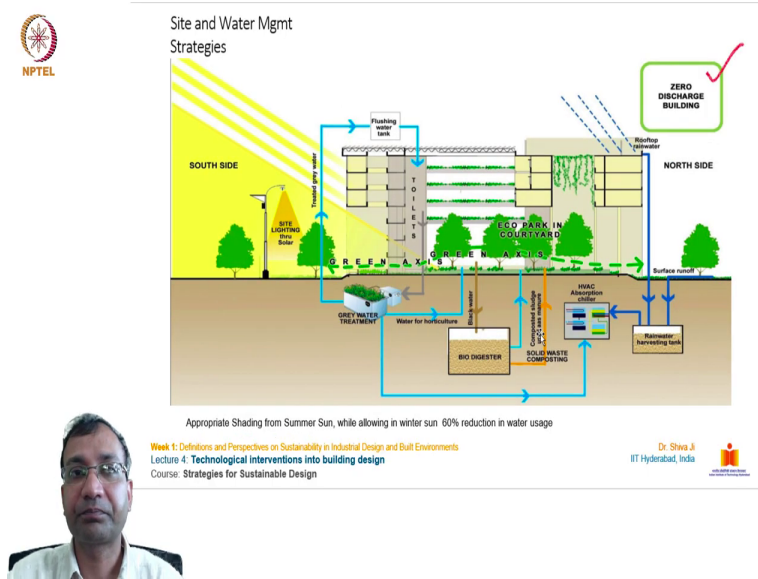 NPTEL
Site and Water Mgmt
Strategies
ZERO
DISCHARGE
BUILDING
SOUTH SIDE
NORTH SIDE
Flushing
water
tank
Rooftop
rainwater
Treated grey water
TOILETS
SITE
LIGHTING
thru
Solar
ECO PARK IN
COURTYARD
GREEN AXIS
GREEN AXIS
Surface runoff
GREY WATER
TREATMENT
Water for horticulture
Black water
HVAC
Absorption
chiller
Rainwater
harvesting tank
BIO DIGESTER
SOLID WASTE
COMPOSTING
Appropriate Shading from Summer Sun, while allowing in winter sun 60% reduction in water usage
Week 1: Definitions and Perspectives on Sustainability in Industrial Design and Built Environments
Lecture 4: Technological interventions into building design
Course: Strategies for Sustainable Design
Dr. Shiva Ji
IIT Hyderabad, India